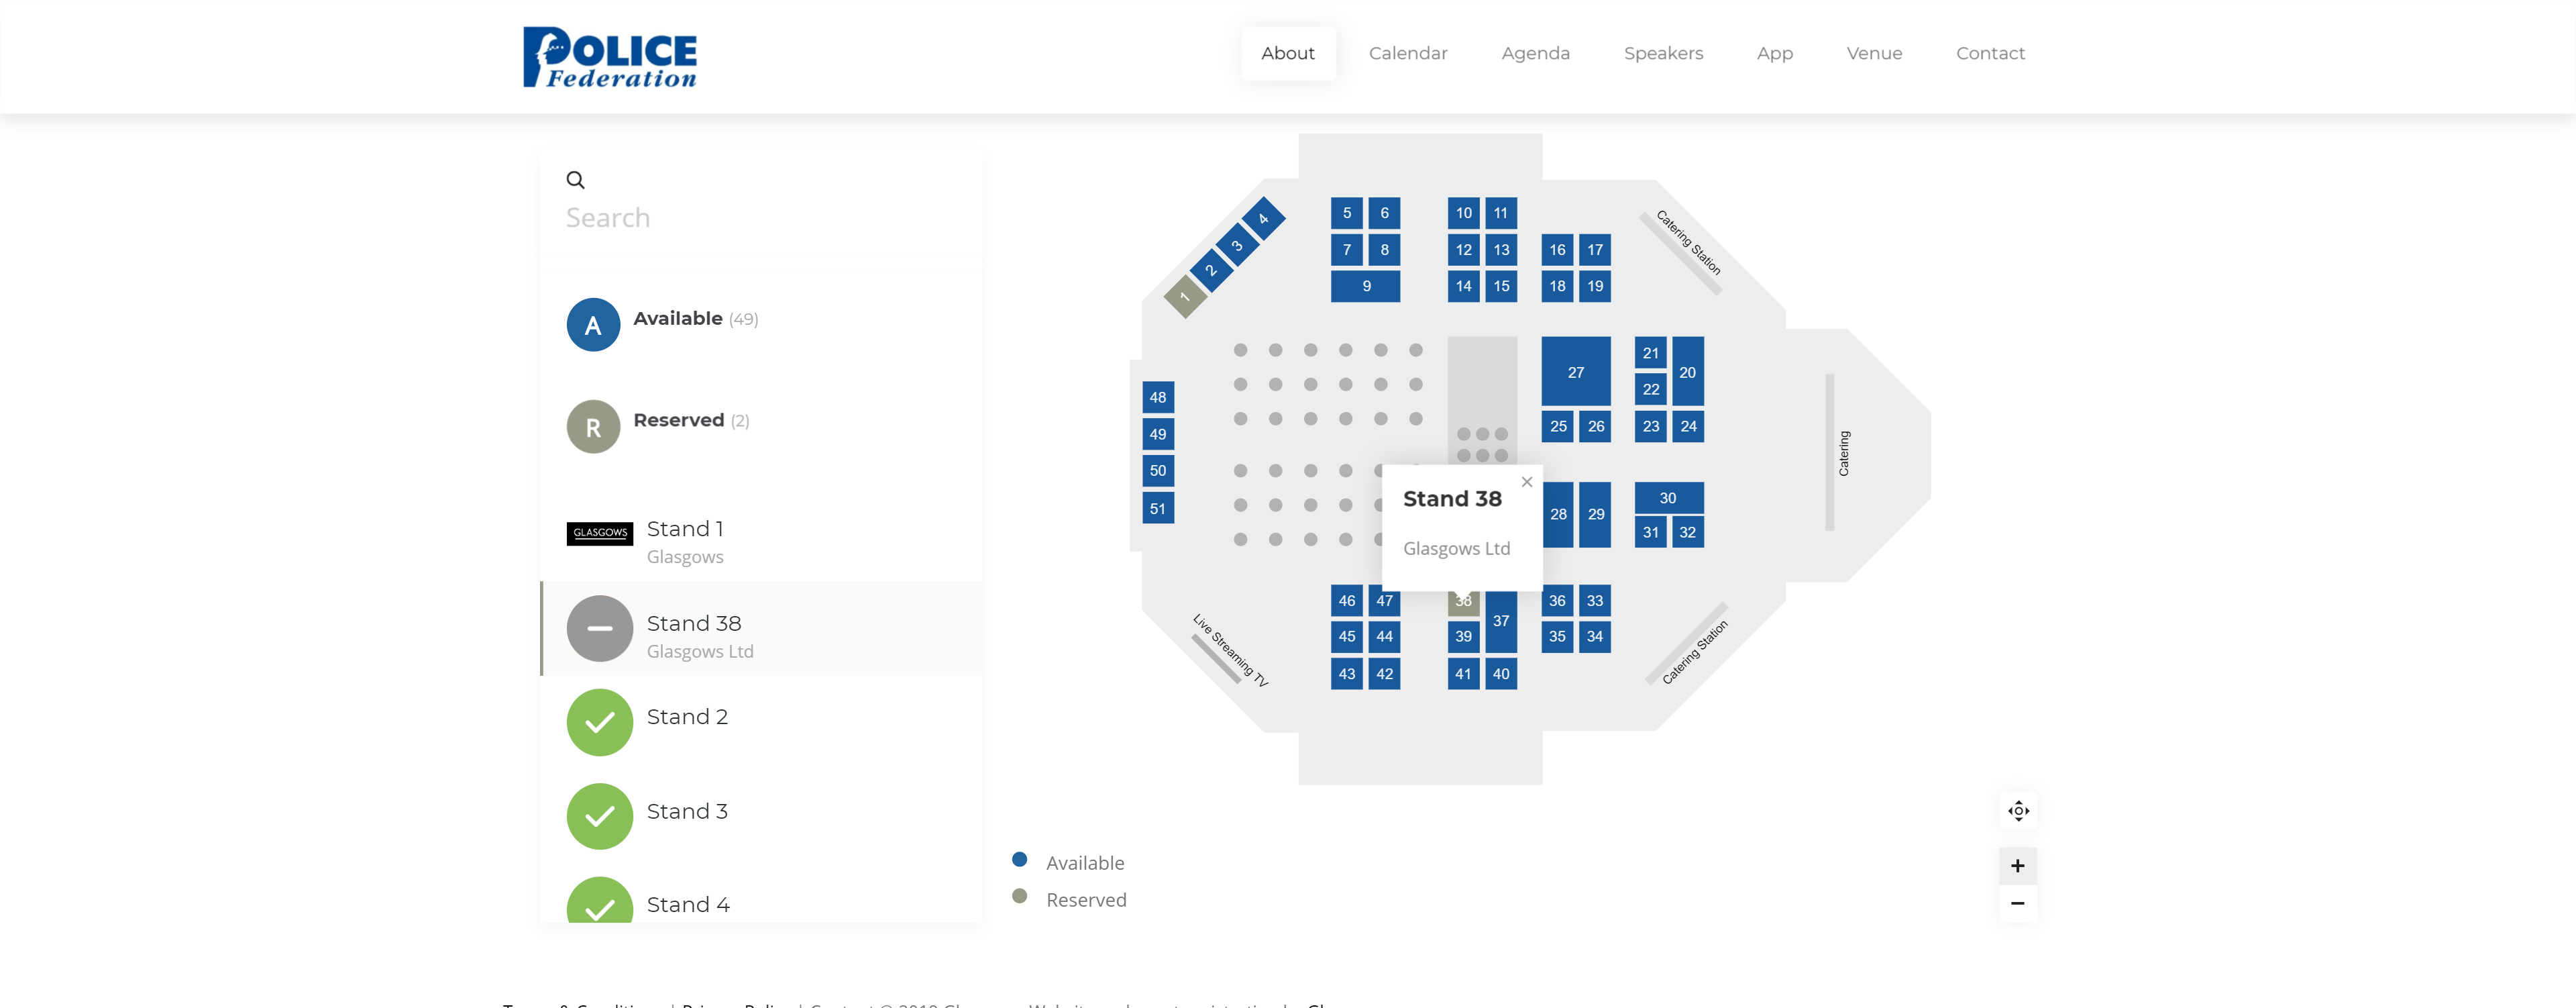 POLICE
Federation
About Calendar Agenda Speakers App Venue Contact
Search
A Available (49)
R Reserved (2)
GLASGOWS
Stand 1
Glasgows
Stand 38
Glasgows Ltd
Stand 2
Stand 3
Stand 4
1 2 3 4
5 6 10 11
7 8 12 13 16 17
9 14 15 18 19
Catering Station
27 21 20
22
25 26 23 24
48
49
50
51
Catering
Stand 38
Glasgows Ltd
28 29 30
31 32
46 47 38 37 36 33
45 44 39 35 34
43 42 41 40
Live Streaming TV
Catering Station
Available
Reserved